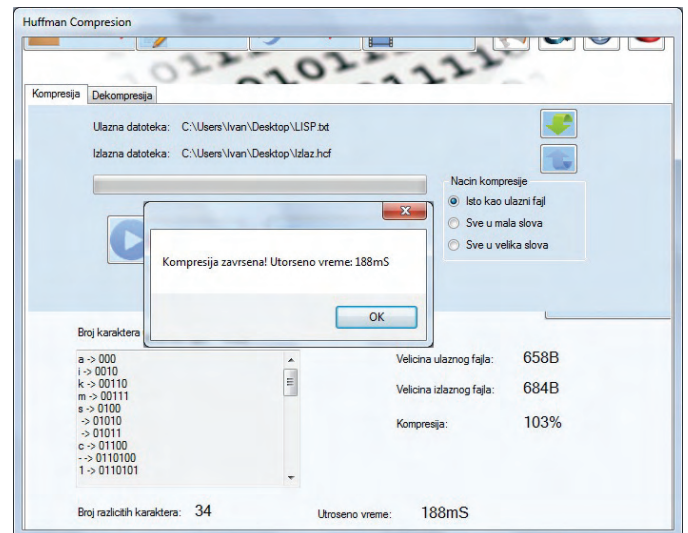 Huffman Compresion
Kompresija Dekompresija
Ulazna datoteka: C:\Users\Ivan\Desktop\LISP.txt
Izlazna datoteka: C:\Users\Ivan\Desktop\Izlaz.hcf
Nacin kompresije
Isto kao ulazni fajl
Sve u mala slova
Sve u velika slova
Kompresija zavrsena! Utorseno vreme: 188mS
OK
Broj karaktera
a -> 000
i -> 0010
k -> 00110
m -> 00111
s -> 0100
-> 01010
-> 01011
c -> 01100
--> 0110100
1 -> 0110101
Velicina ulaznog fajla: 658B
Velicina izlaznog fajla: 684B
Kompresija: 103%
Broj razlicitih karaktera: 34
Utroseno vreme: 188mS